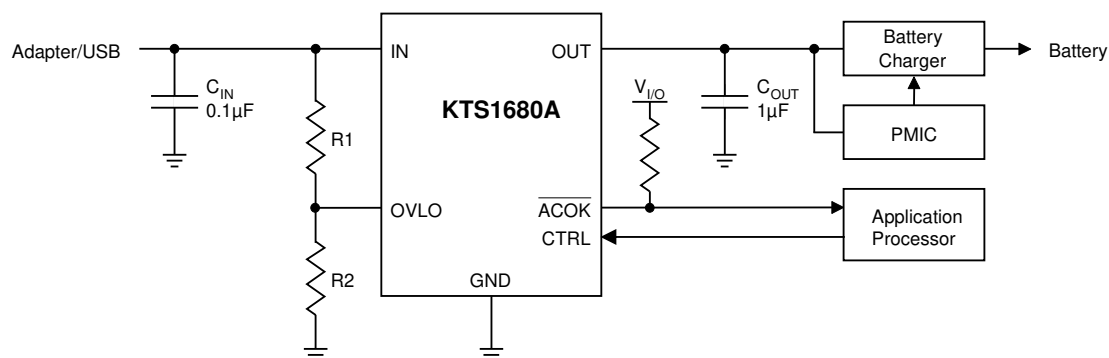 Adapter/USB
C_IN
0.1µF
R1
R2
IN
OVLO
KTS1680A
GND
OUT
ACOK
CTRL
V_I/O
C_OUT
1µF
Battery
Charger
Battery
PMIC
Application
Processor